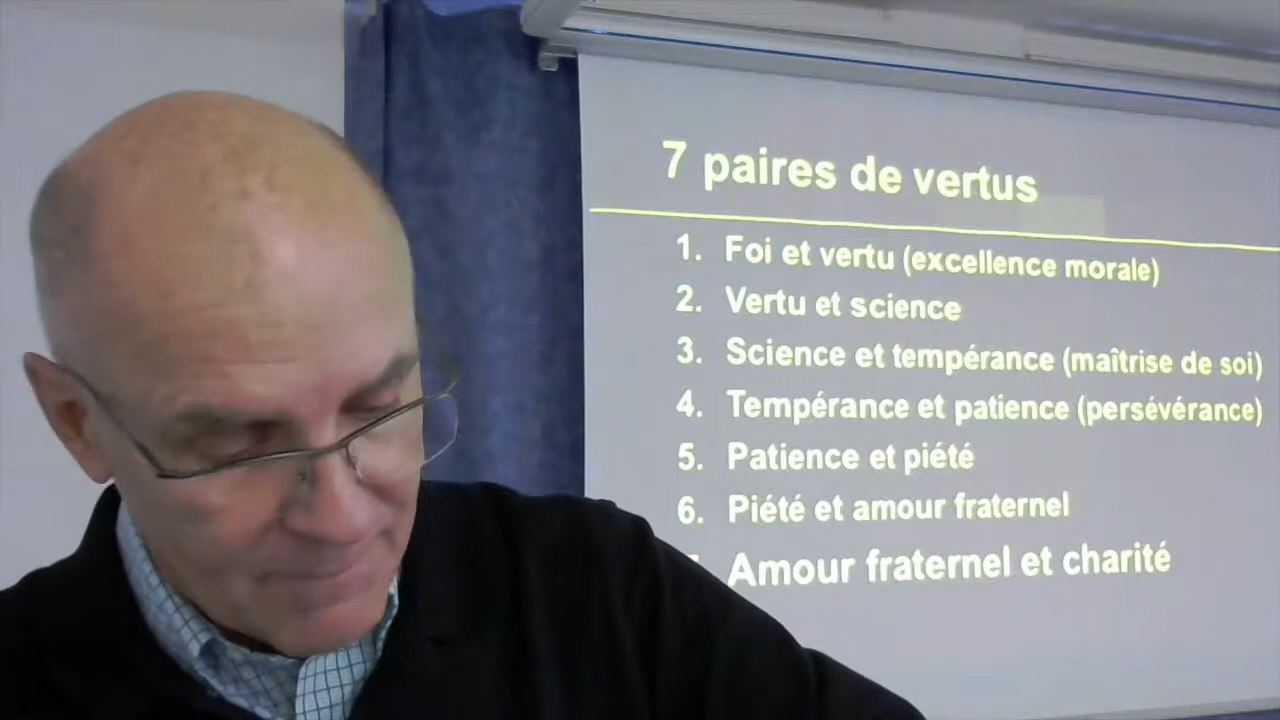 7 paires de vertus
1. Foi et vertu (excellence morale)
2. Vertu et science
3. Science et tempérance (maîtrise de soi)
4. Tempérance et patience (persévérance)
5. Patience et piété
6. Piété et amour fraternel
Amour fraternel et charité